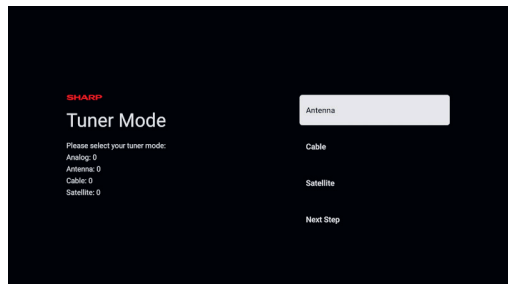 SHARP
Tuner Mode
Please select your tuner mode:
Analog: 0
Antenna: 0
Cable: 0
Satellite: 0
Antenna
Cable
Satellite
Next Step